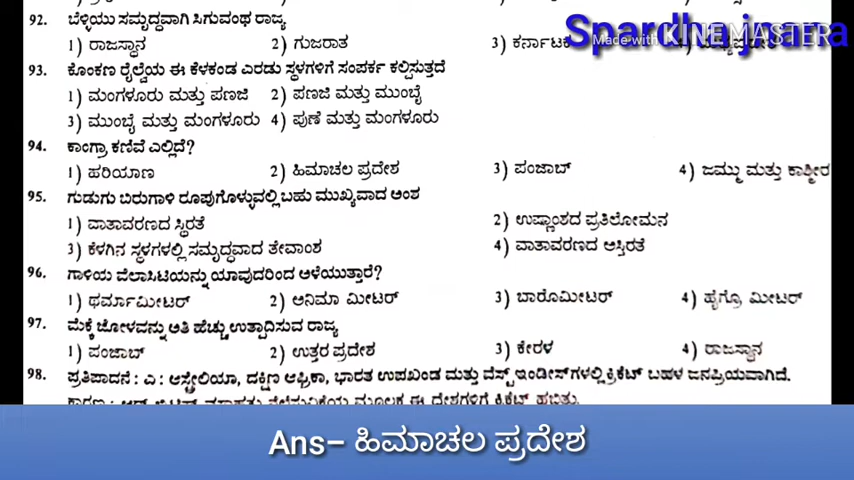 92. ಬೆಳ್ಳಿಯು ಸಮೃದ್ಧವಾಗಿ ಸಿಗುವಂಥ ರಾಜ್ಯ
Spardha jnana
Made with KINEMASTER
1) ರಾಜಸ್ಥಾನ 2) ಗುಜರಾತ 3) ಕರ್ನಾಟಕ
93. ಕೊಂಕಣ ರೈಲ್ವೆಯ ಈ ಕೆಳಕಂಡ ಎರಡು ಸ್ಥಳಗಳಿಗೆ ಸಂಪರ್ಕ ಕಲ್ಪಿಸುತ್ತದೆ
1) ಮಂಗಳೂರು ಮತ್ತು ಪಣಜಿ 2) ಪಣಜಿ ಮತ್ತು ಮುಂಬೈ
3) ಮುಂಬೈ ಮತ್ತು ಮಂಗಳೂರು 4) ಪುಣೆ ಮತ್ತು ಮಂಗಳೂರು
94. ಕಾಂಗ್ರಾ ಕಣಿವೆ ಎಲ್ಲಿದೆ?
1) ಹರಿಯಾಣ 2) ಹಿಮಾಚಲ ಪ್ರದೇಶ 3) ಪಂಜಾಬ್ 4) ಜಮ್ಮು ಮತ್ತು ಕಾಶ್ಮೀರ
95. ಗುಡುಗು ಬಿರುಗಾಳಿ ರೂಪುಗೊಳ್ಳುವಲ್ಲಿ ಬಹು ಮುಖ್ಯವಾದ ಅಂಶ
1) ವಾತಾವರಣದ ಸ್ಥಿರತೆ 2) ಉಷ್ಣಾಂಶದ ಪ್ರತಿಲೋಮನ
3) ಕೆಳಗಿನ ಸ್ಥಳಗಳಲ್ಲಿ ಸಮೃದ್ಧವಾದ ತೇವಾಂಶ 4) ವಾತಾವರಣದ ಅಸ್ತಿರತೆ
96. ಗಾಳಿಯ ವೆಲಾಸಿಟಿಯನ್ನು ಯಾವುದರಿಂದ ಅಳೆಯುತ್ತಾರೆ?
1) ಥರ್ಮಾಮೀಟರ್ 2) ಅನಿಮಾ ಮೀಟರ್ 3) ಬಾರೊಮೀಟರ್ 4) ಹೈಗ್ರೊ ಮೀಟರ್
97. ಮೆಕ್ಕೆ ಜೋಳವನ್ನು ಅತಿ ಹೆಚ್ಚು ಉತ್ಪಾದಿಸುವ ರಾಜ್ಯ
1) ಪಂಜಾಬ್ 2) ಉತ್ತರ ಪ್ರದೇಶ 3) ಕೇರಳ 4) ರಾಜಸ್ಥಾನ
98. ಪ್ರತಿಪಾದನೆ : ಎ : ಆಸ್ಟ್ರೇಲಿಯಾ, ದಕ್ಷಿಣ ಆಫ್ರಿಕಾ, ಭಾರತ ಉಪಖಂಡ ಮತ್ತು ವೆಸ್ಟ್ ಇಂಡೀಸ್‌ಗಳಲ್ಲಿ ಕ್ರಿಕೆಟ್ ಬಹಳ ಜನಪ್ರಿಯವಾಗಿದೆ.
ಈ ದೇಶಗಳಿಗೆ ಕ್ರಿಕೆಟ್ ಹಬ್ಬಿತು.
Ans– ಹಿಮಾಚಲ ಪ್ರದೇಶ